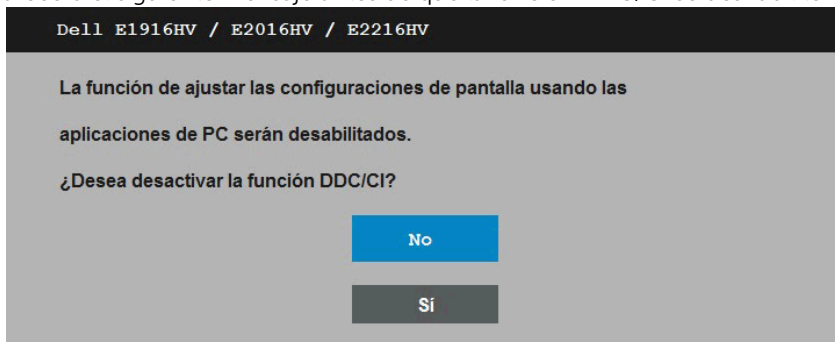 Dell E1916HV / E2016HV / E2216HV
La función de ajustar las configuraciones de pantalla usando las
aplicaciones de PC serán desabilitados.
¿Desea desactivar la función DDC/CI?
No
Sí